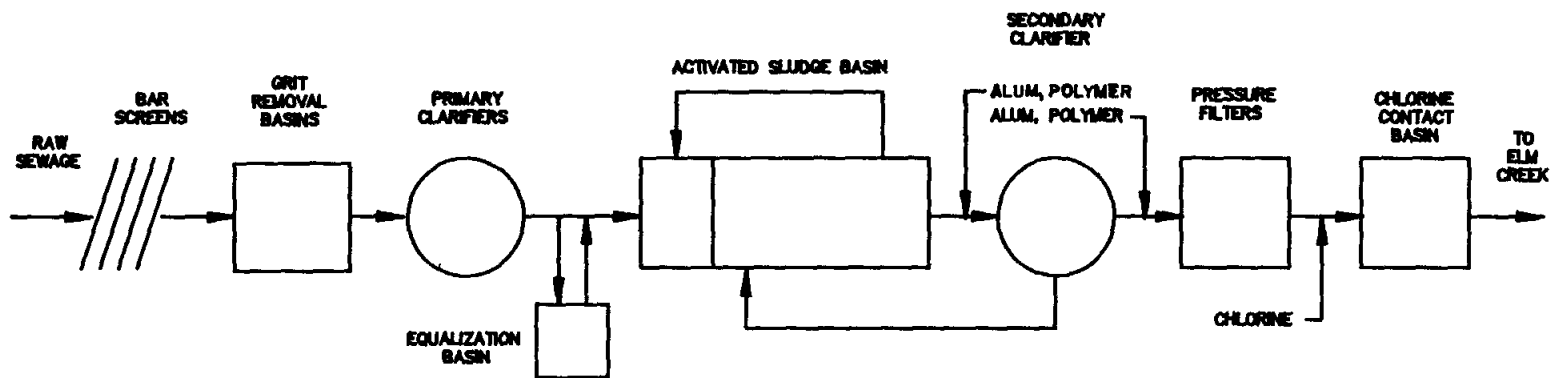 RAW
SEWAGE
BAR
SCREENS
GRIT
REMOVAL
BASINS
PRIMARY
CLARIFIERS
EQUALIZATION
BASIN
ACTIVATED SLUDGE BASIN
SECONDARY
CLARIFIER
ALUM, POLYMER
ALUM, POLYMER
PRESSURE
FILTERS
CHLORINE
CHLORINE
CONTACT
BASIN
TO
ELM
CREEK